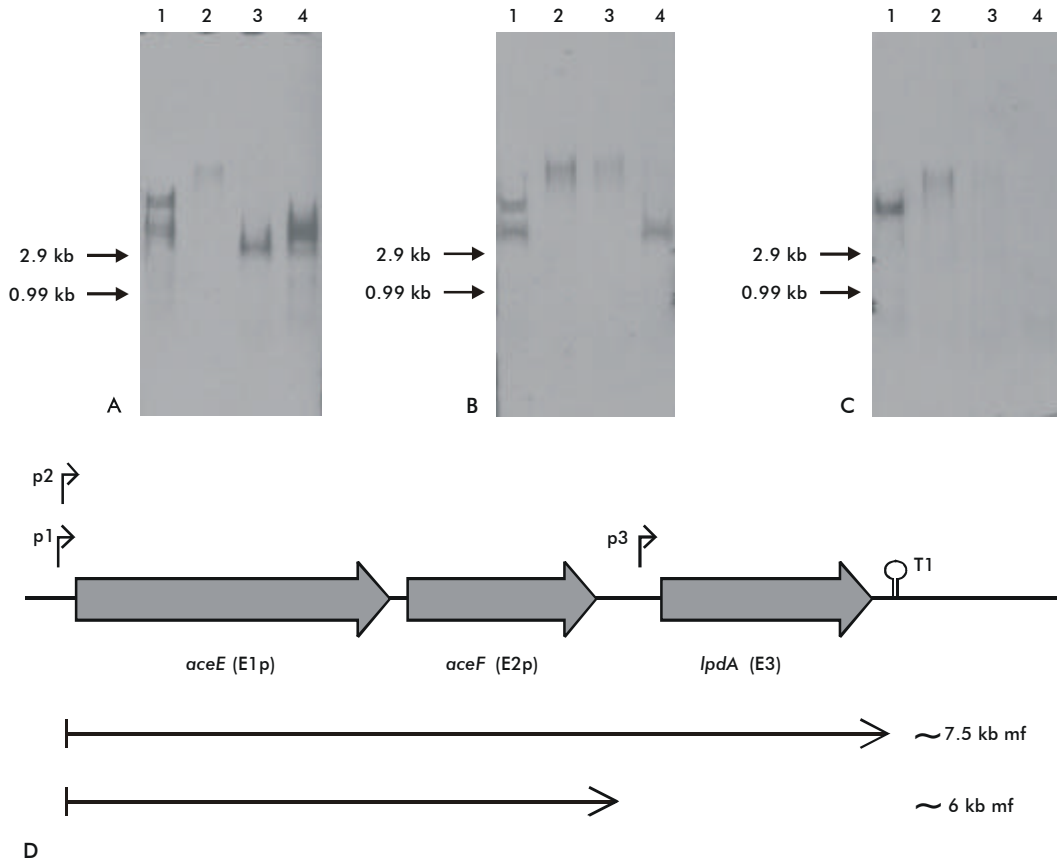 1 2 3 4
1 2 3 4
1 2 3 4
2.9 kb
0.99 kb
A
2.9 kb
0.99 kb
B
2.9 kb
0.99 kb
C
p2
p1
p3
T1
aceE (E1p)
aceF (E2p)
lpdA (E3)
~ 7.5 kb mf
~ 6 kb mf
D